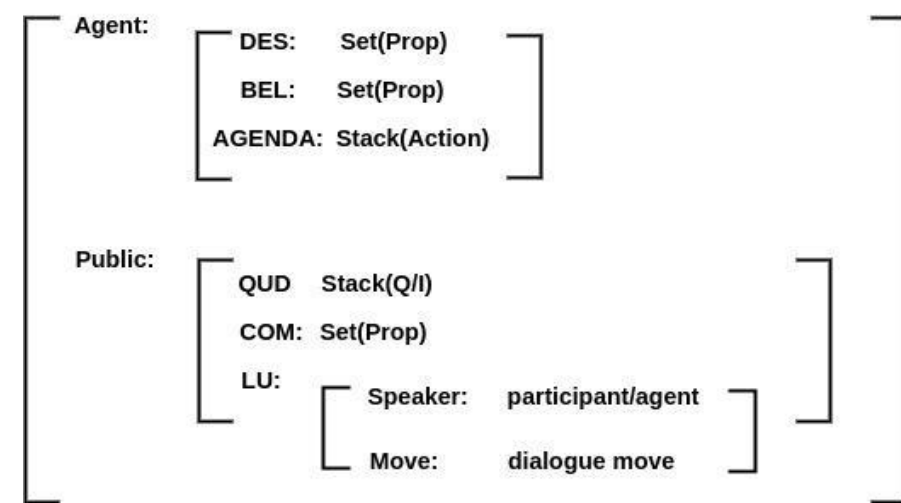 Agent:
DES: Set(Prop)
BEL: Set(Prop)
AGENDA: Stack(Action)
Public:
QUD Stack(Q/I)
COM: Set(Prop)
LU:
Speaker: participant/agent
Move: dialogue move